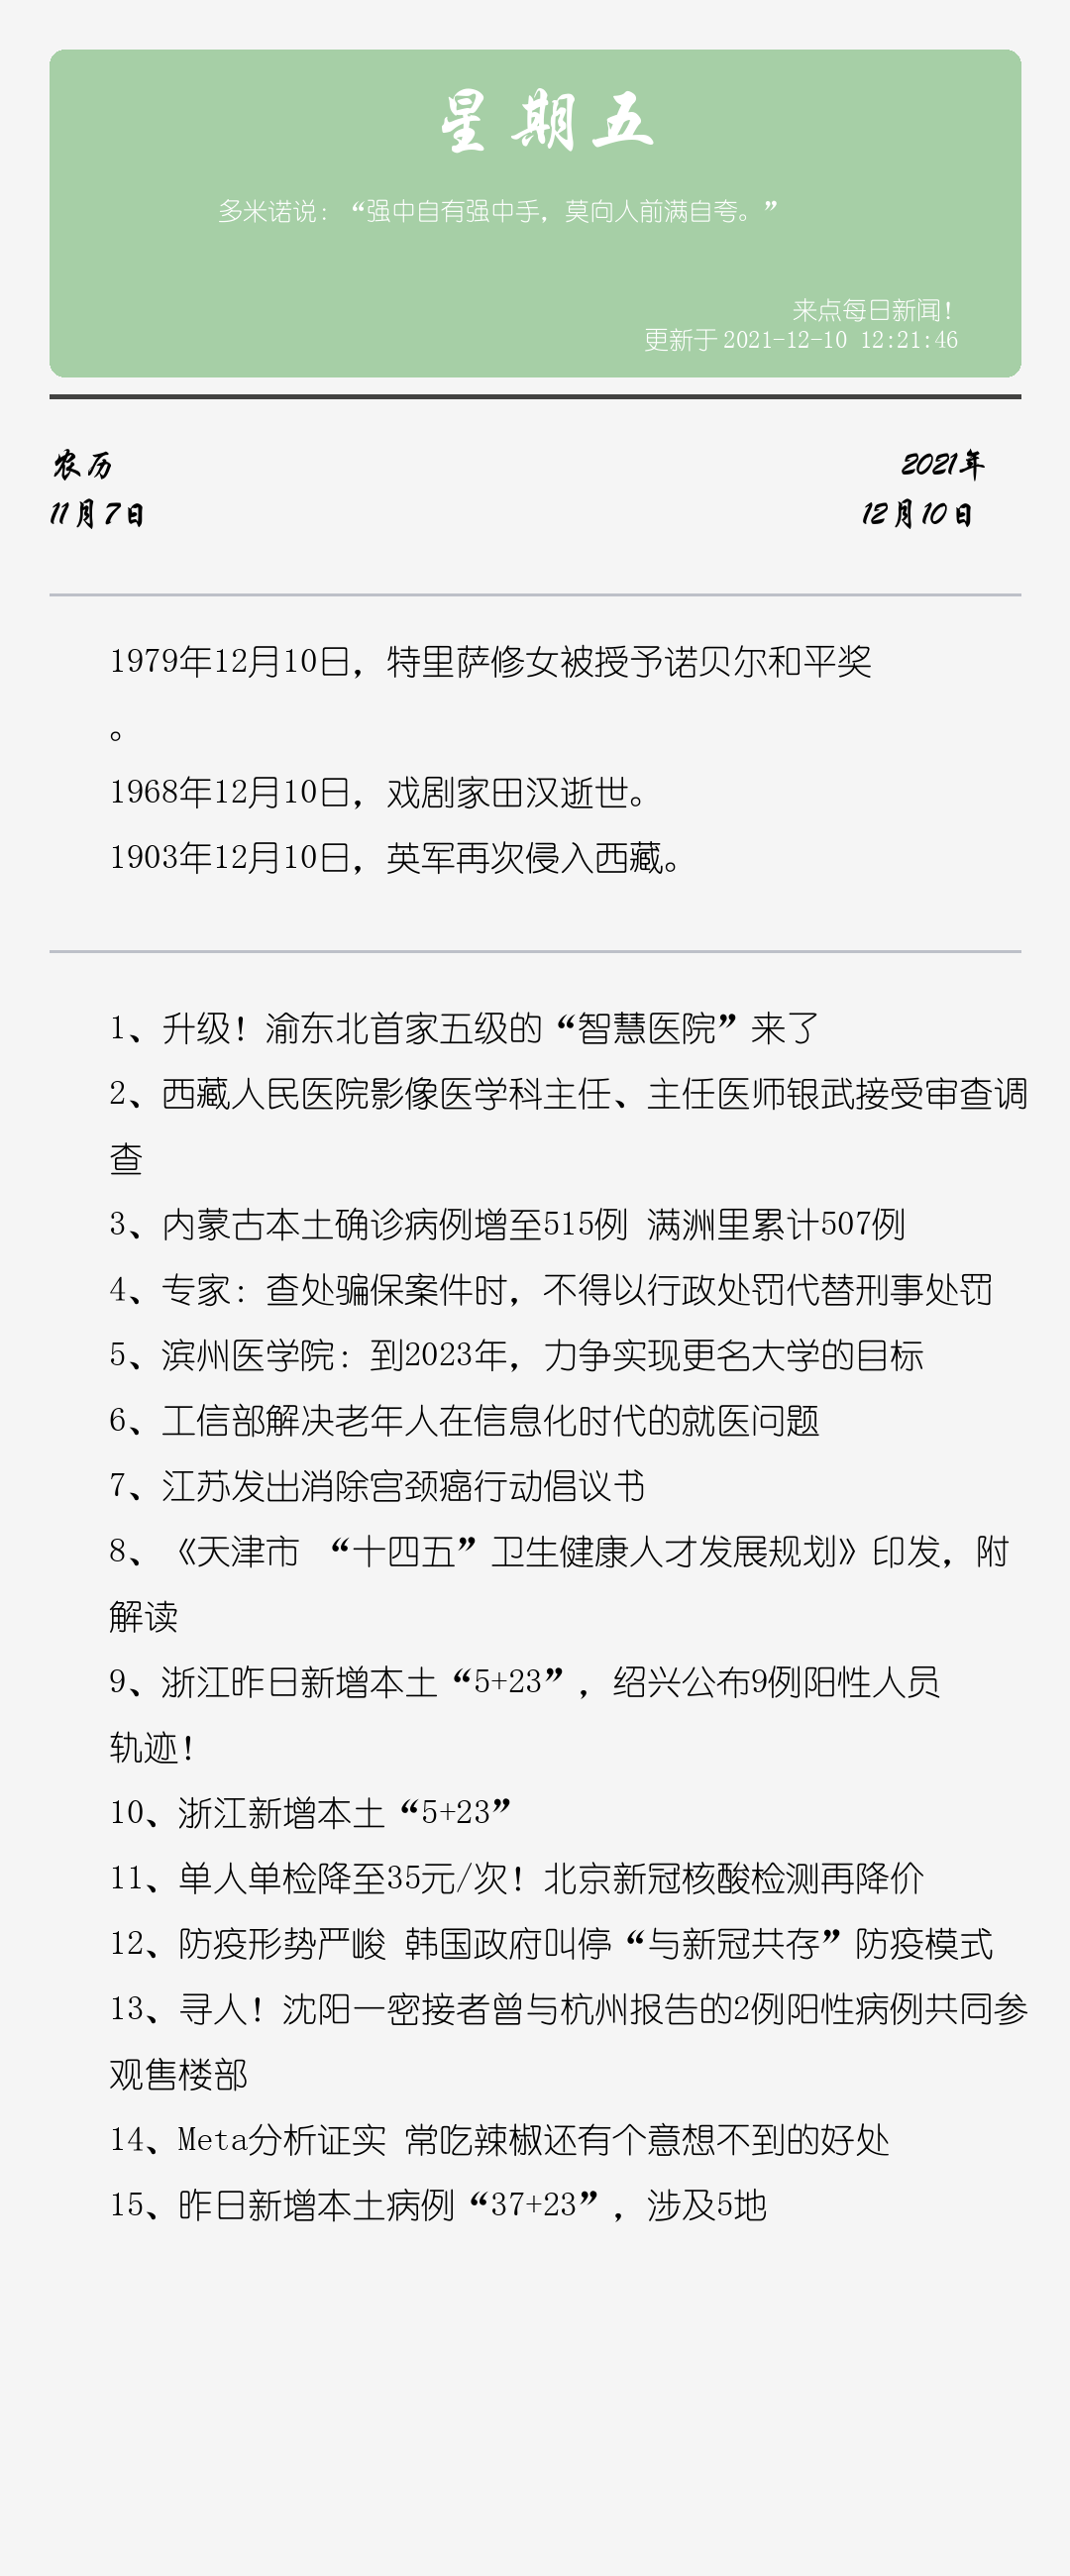 星期五
多米诺说：“强中自有强中手，莫向人前满自夸。”
来点每日新闻！
更新于 2021-12-10 12:21:46
农历
2021年
11月7日
12月10日
1979年12月10日，特里萨修女被授予诺贝尔和平奖
。
1968年12月10日，戏剧家田汉逝世。
1903年12月10日，英军再次侵入西藏。
1、升级！渝东北首家五级的“智慧医院”来了
2、西藏人民医院影像医学科主任、主任医师银武接受审查调
查
3、内蒙古本土确诊病例增至515例 满洲里累计507例
4、专家：查处骗保案件时，不得以行政处罚代替刑事处罚
5、滨州医学院：到2023年，力争实现更名大学的目标
6、工信部解决老年人在信息化时代的就医问题
7、江苏发出消除宫颈癌行动倡议书
8、《天津市 “十四五”卫生健康人才发展规划》印发，附
解读
9、浙江昨日新增本土“5+23”，绍兴公布9例阳性人员
轨迹！
10、浙江新增本土“5+23”
11、单人单检降至35元/次！北京新冠核酸检测再降价
12、防疫形势严峻 韩国政府叫停“与新冠共存”防疫模式
13、寻人！沈阳一密接者曾与杭州报告的2例阳性病例共同参
观售楼部
14、Meta分析证实 常吃辣椒还有个意想不到的好处
15、昨日新增本土病例“37+23”，涉及5地